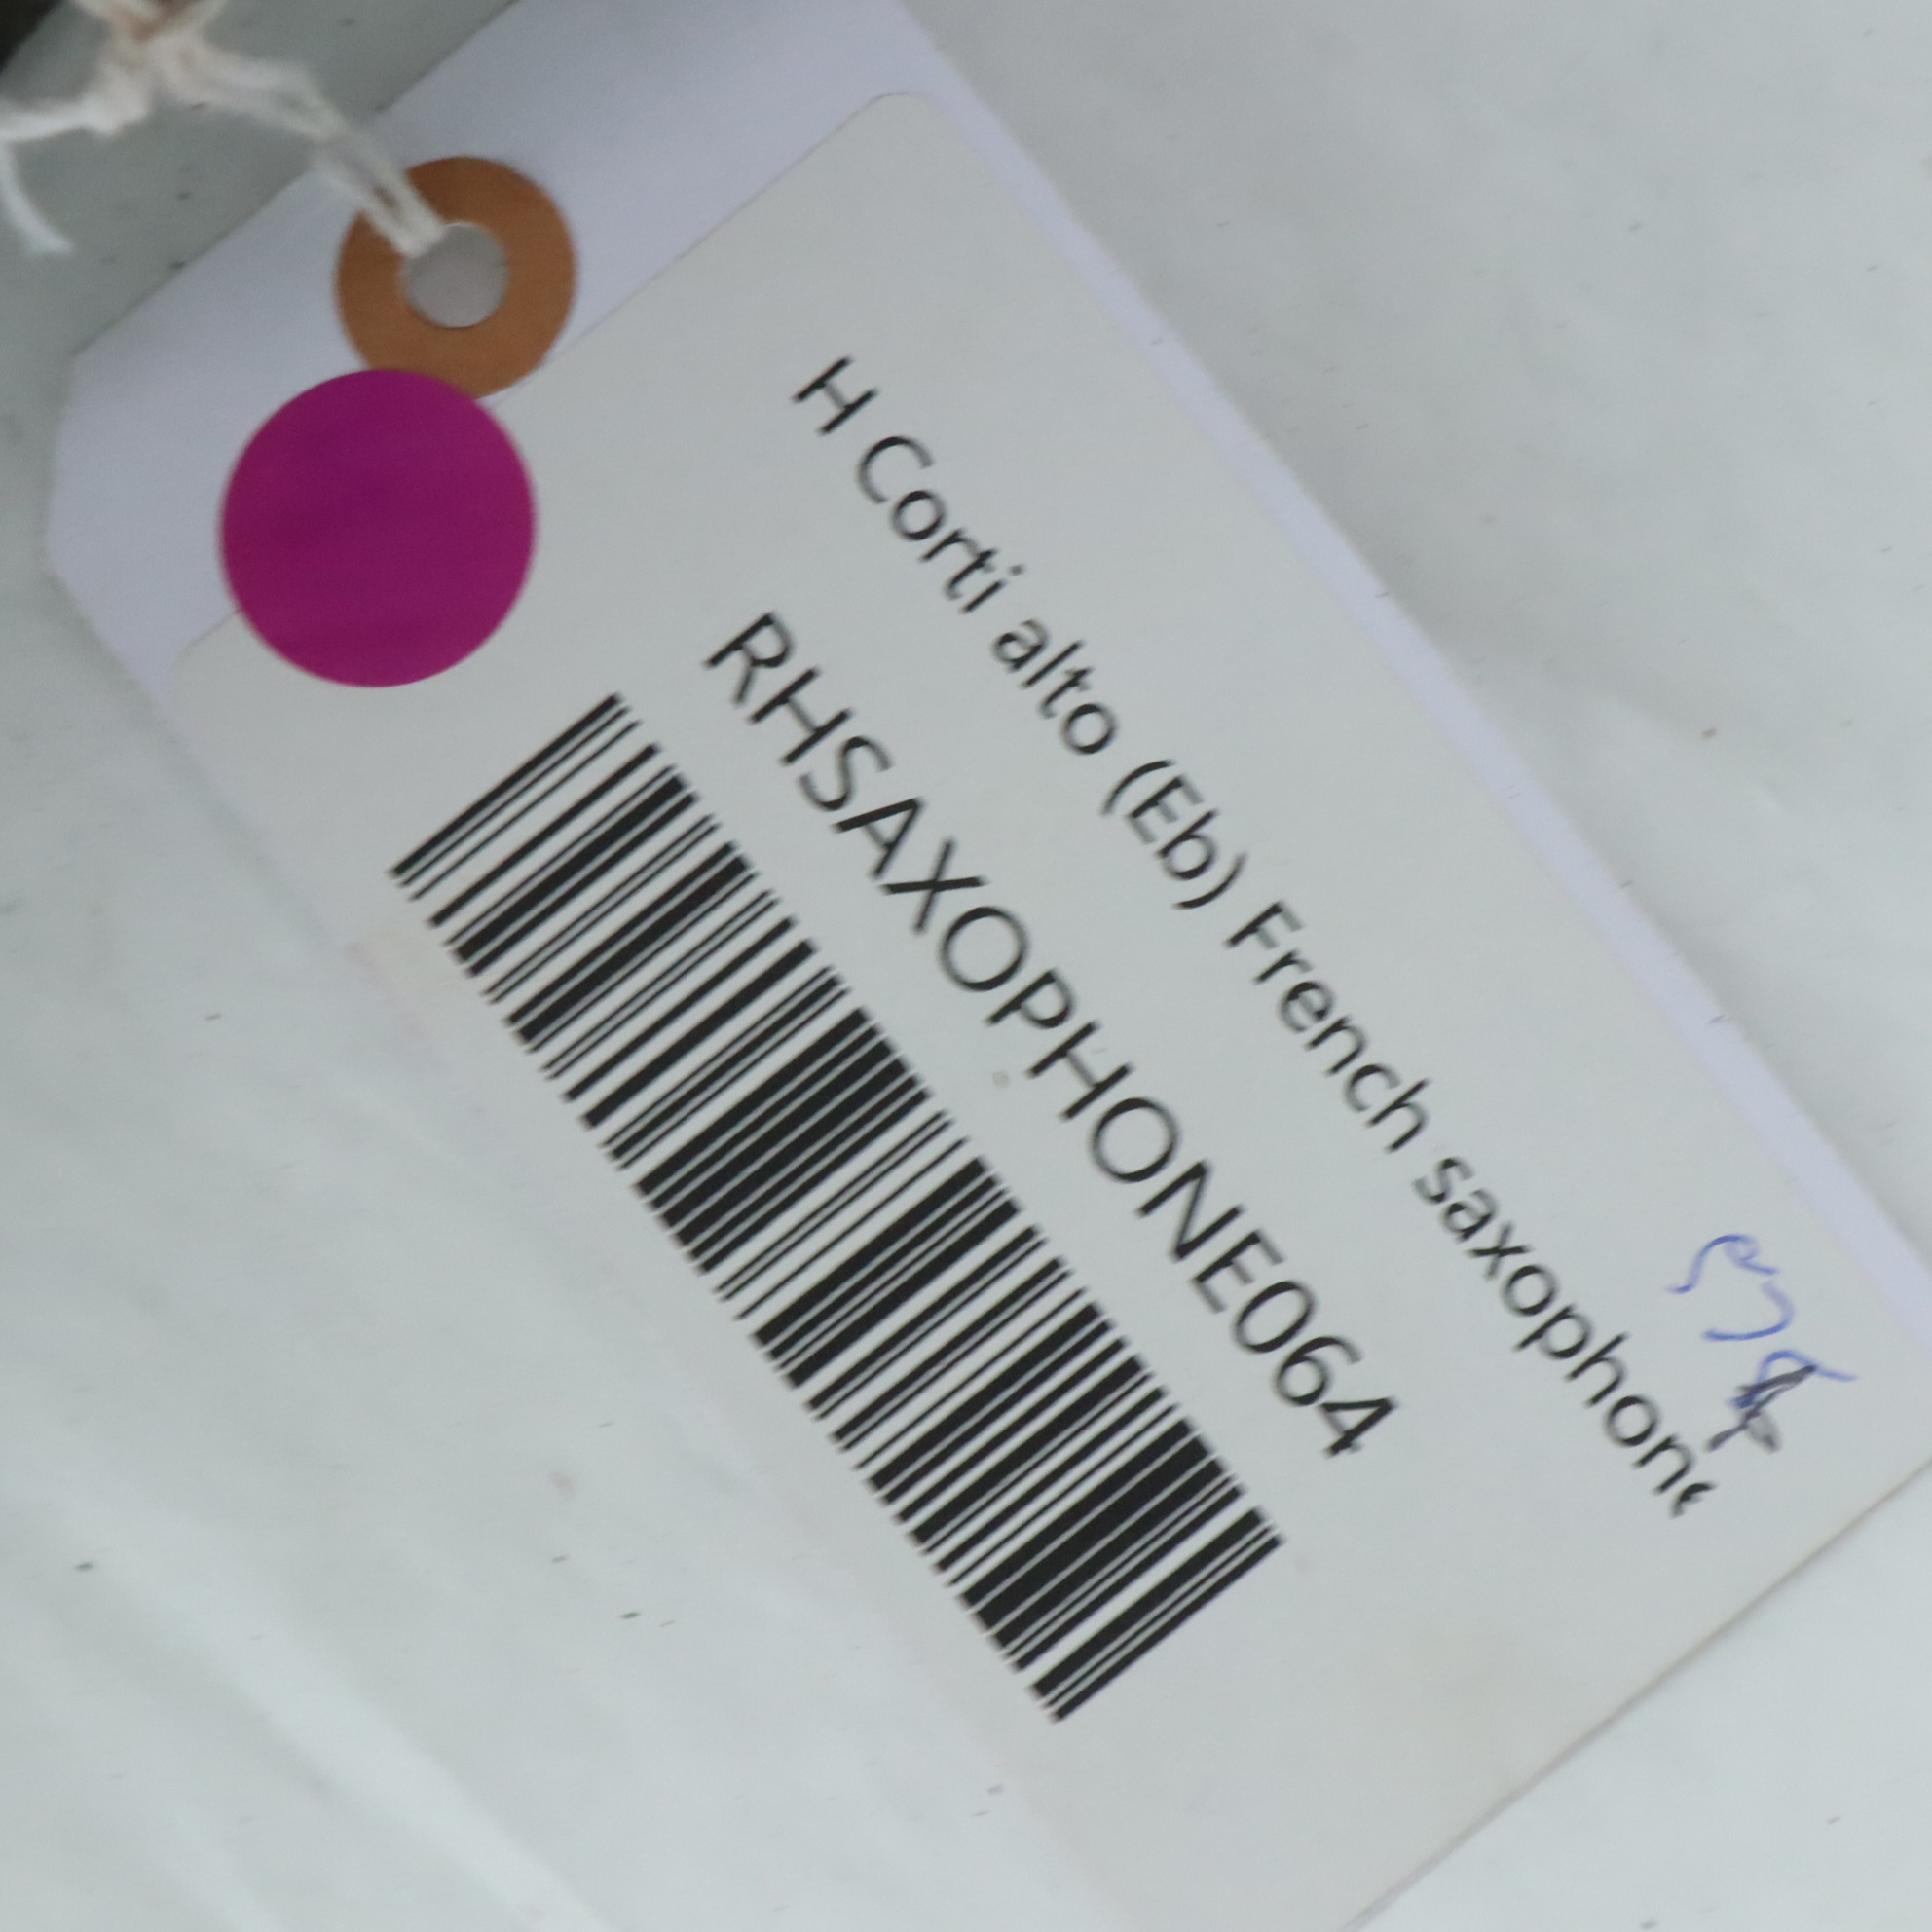 H Corti alto (Eb) French saxophone
RHSAXOPHONE064